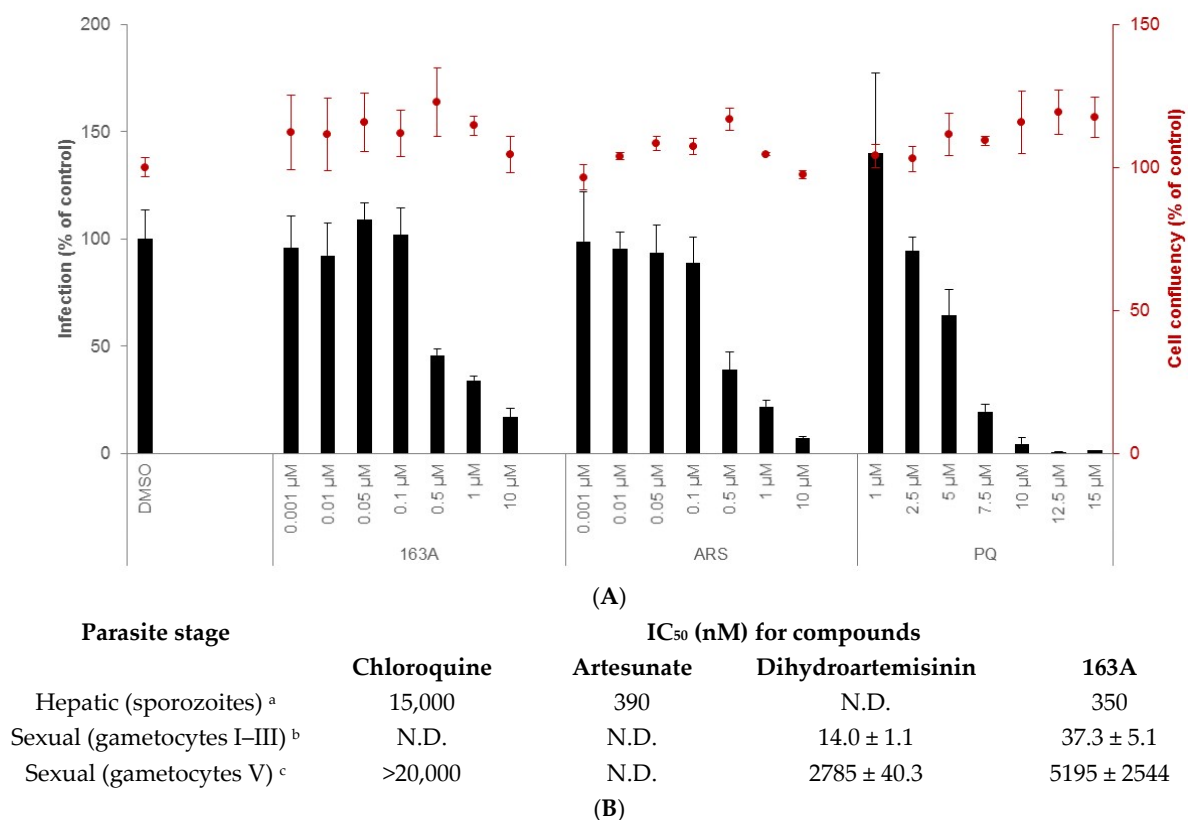 200
150
100
50
0
Infection (% of control)
150
100
50
0
Cell confluency (% of control)
DMSO
0.001 µM
0.01 µM
0.05 µM
0.1 µM
0.5 µM
1 µM
10 µM
0.001 µM
0.01 µM
0.05 µM
0.1 µM
0.5 µM
1 µM
10 µM
1 µM
2.5 µM
5 µM
7.5 µM
10 µM
12.5 µM
15 µM
163A ARS PQ
(A)
Parasite stage IC₅₀ (nM) for compounds
Chloroquine Artesunate Dihydroartemisinin 163A
Hepatic (sporozoites) ᵃ 15,000 390 N.D. 350
Sexual (gametocytes I–III) ᵇ N.D. N.D. 14.0 ± 1.1 37.3 ± 5.1
Sexual (gametocytes V) ᶜ >20,000 N.D. 2785 ± 40.3 5195 ± 2544
(B)